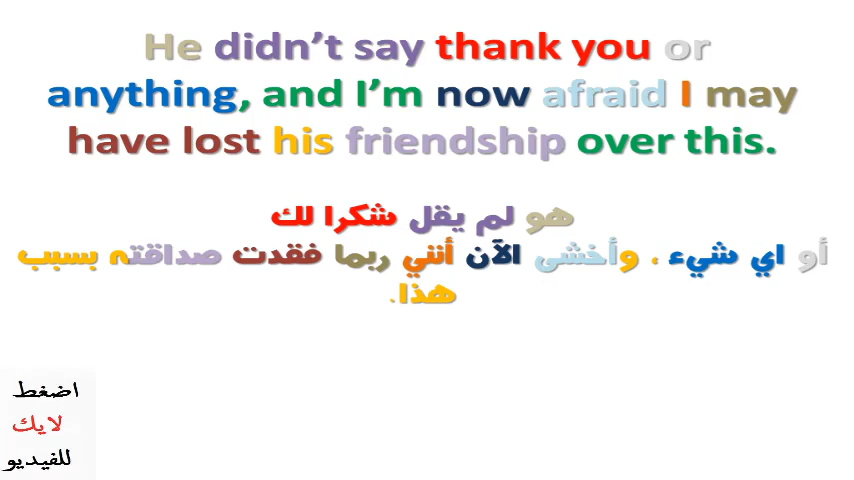 He didn’t say thank you or
anything, and I’m now afraid I may
have lost his friendship over this.
هو لم يقل شكرا لك
أو اي شيء ، وأخشى الآن أنني ربما فقدت صداقته بسبب
هذا.
اضغط
لايك
للفيديو